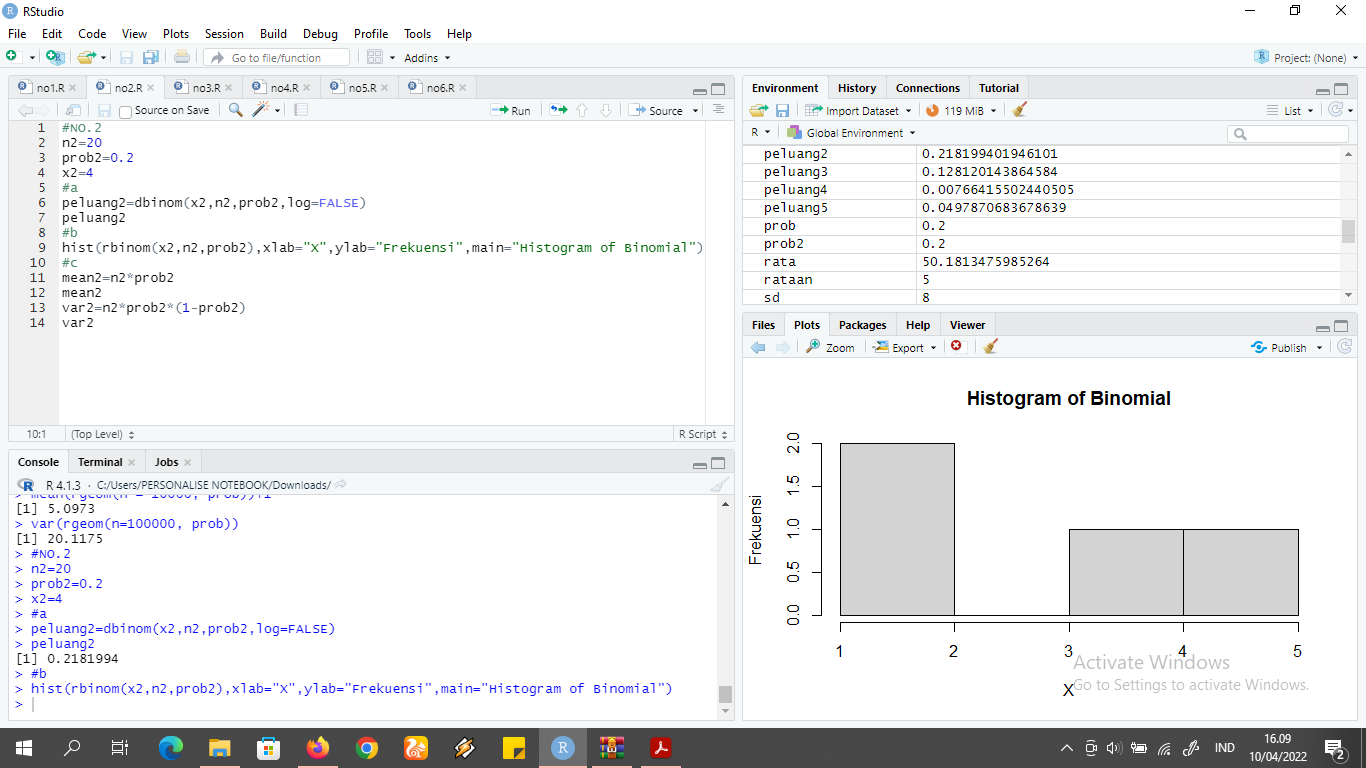 RStudio
File Edit Code View Plots Session Build Debug Profile Tools Help
Go to file/function Addins Project: (None)
no1.R no2.R no3.R no4.R no5.R no6.R
Source on Save Run Source
1 #NO.2
2 n2=20
3 prob2=0.2
4 x2=4
5 #a
6 peluang2=dbinom(x2,n2,prob2,log=FALSE)
7 peluang2
8 #b
9 hist(rbinom(x2,n2,prob2),xlab="X",ylab="Frekuensi",main="Histogram of Binomial")
10 #c
11 mean2=n2*prob2
12 mean2
13 var2=n2*prob2*(1-prob2)
14 var2
10:1 (Top Level) R Script
Console Terminal Jobs
R 4.1.3 · C:/Users/PERSONALISE NOTEBOOK/Downloads/
> mean(rgeom(n = 10000, prob))+1
[1] 5.0973
> var(rgeom(n=100000, prob))
[1] 20.1175
> #NO.2
> n2=20
> prob2=0.2
> x2=4
> #a
> peluang2=dbinom(x2,n2,prob2,log=FALSE)
> peluang2
[1] 0.2181994
> #b
> hist(rbinom(x2,n2,prob2),xlab="X",ylab="Frekuensi",main="Histogram of Binomial")
>
Environment History Connections Tutorial
Import Dataset 119 MiB List
R Global Environment
peluang2 0.218199401946101
peluang3 0.128120143864584
peluang4 0.00766415502440505
peluang5 0.0497870683678639
prob 0.2
prob2 0.2
rata 50.1813475985264
rataan 5
sd 8
Files Plots Packages Help Viewer
Zoom Export Publish
Histogram of Binomial
Frekuensi
2.0
1.5
1.0
0.5
0.0
1 2 3 4 5
X
Activate Windows
Go to Settings to activate Windows.
IND
16.09
10/04/2022
2